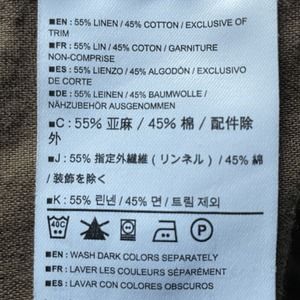 ■EN : 55% LINEN / 45% COTTON / EXCLUSIVE OF
TRIM
■FR : 55% LIN / 45% COTON / GARNITURE
NON-COMPRISE
■ES : 55% LIENZO / 45% ALGODÓN / EXCLUSIVO
DE CORTE
■DE : 55% LEINEN / 45% BAUMWOLLE /
NÄHZUBEHÖR AUSGENOMMEN
■C : 55% 亚麻 / 45% 棉 / 配件除
外
■J : 55% 指定外繊維（リンネル）/ 45% 綿
/ 装飾を除く
■K : 55% 린넨 / 45% 면 / 트림 제외
40C P
■EN : WASH DARK COLORS SEPARATELY
■FR : LAVER LES COULEURS SÉPARÉMENT
■ES : LAVAR CON COLORES OBSCUROS